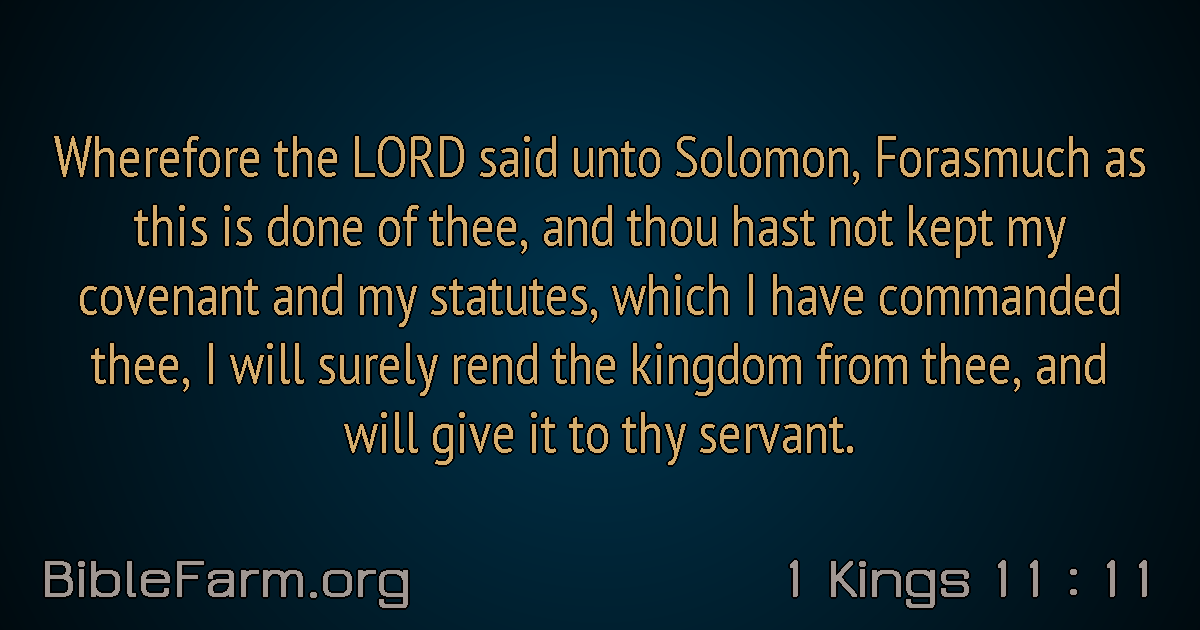 Wherefore the LORD said unto Solomon, Forasmuch as
this is done of thee, and thou hast not kept my
covenant and my statutes, which I have commanded
thee, I will surely rend the kingdom from thee, and
will give it to thy servant.
BibleFarm.org
1 Kings 11 : 11